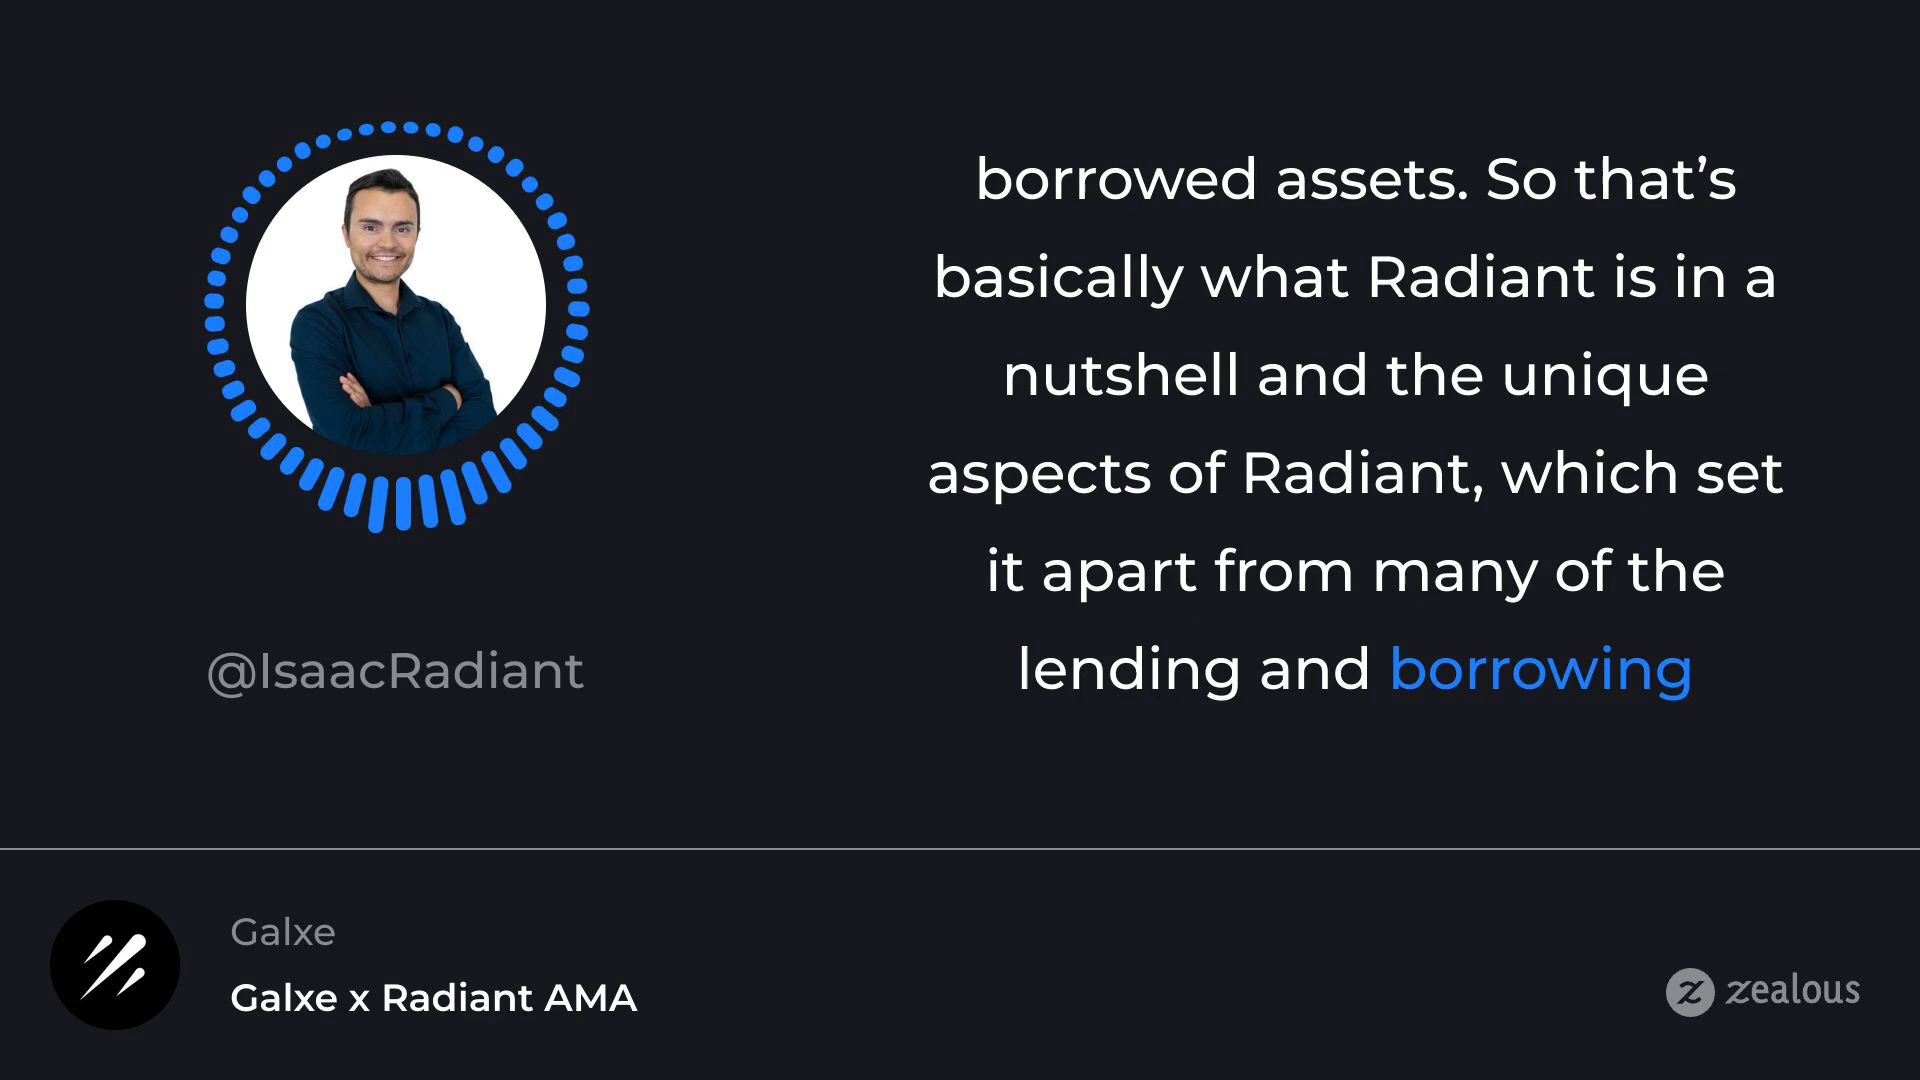 borrowed assets. So that’s
basically what Radiant is in a
nutshell and the unique
aspects of Radiant, which set
it apart from many of the
lending and borrowing
@IsaacRadiant
Galxe
Galxe x Radiant AMA
zealous